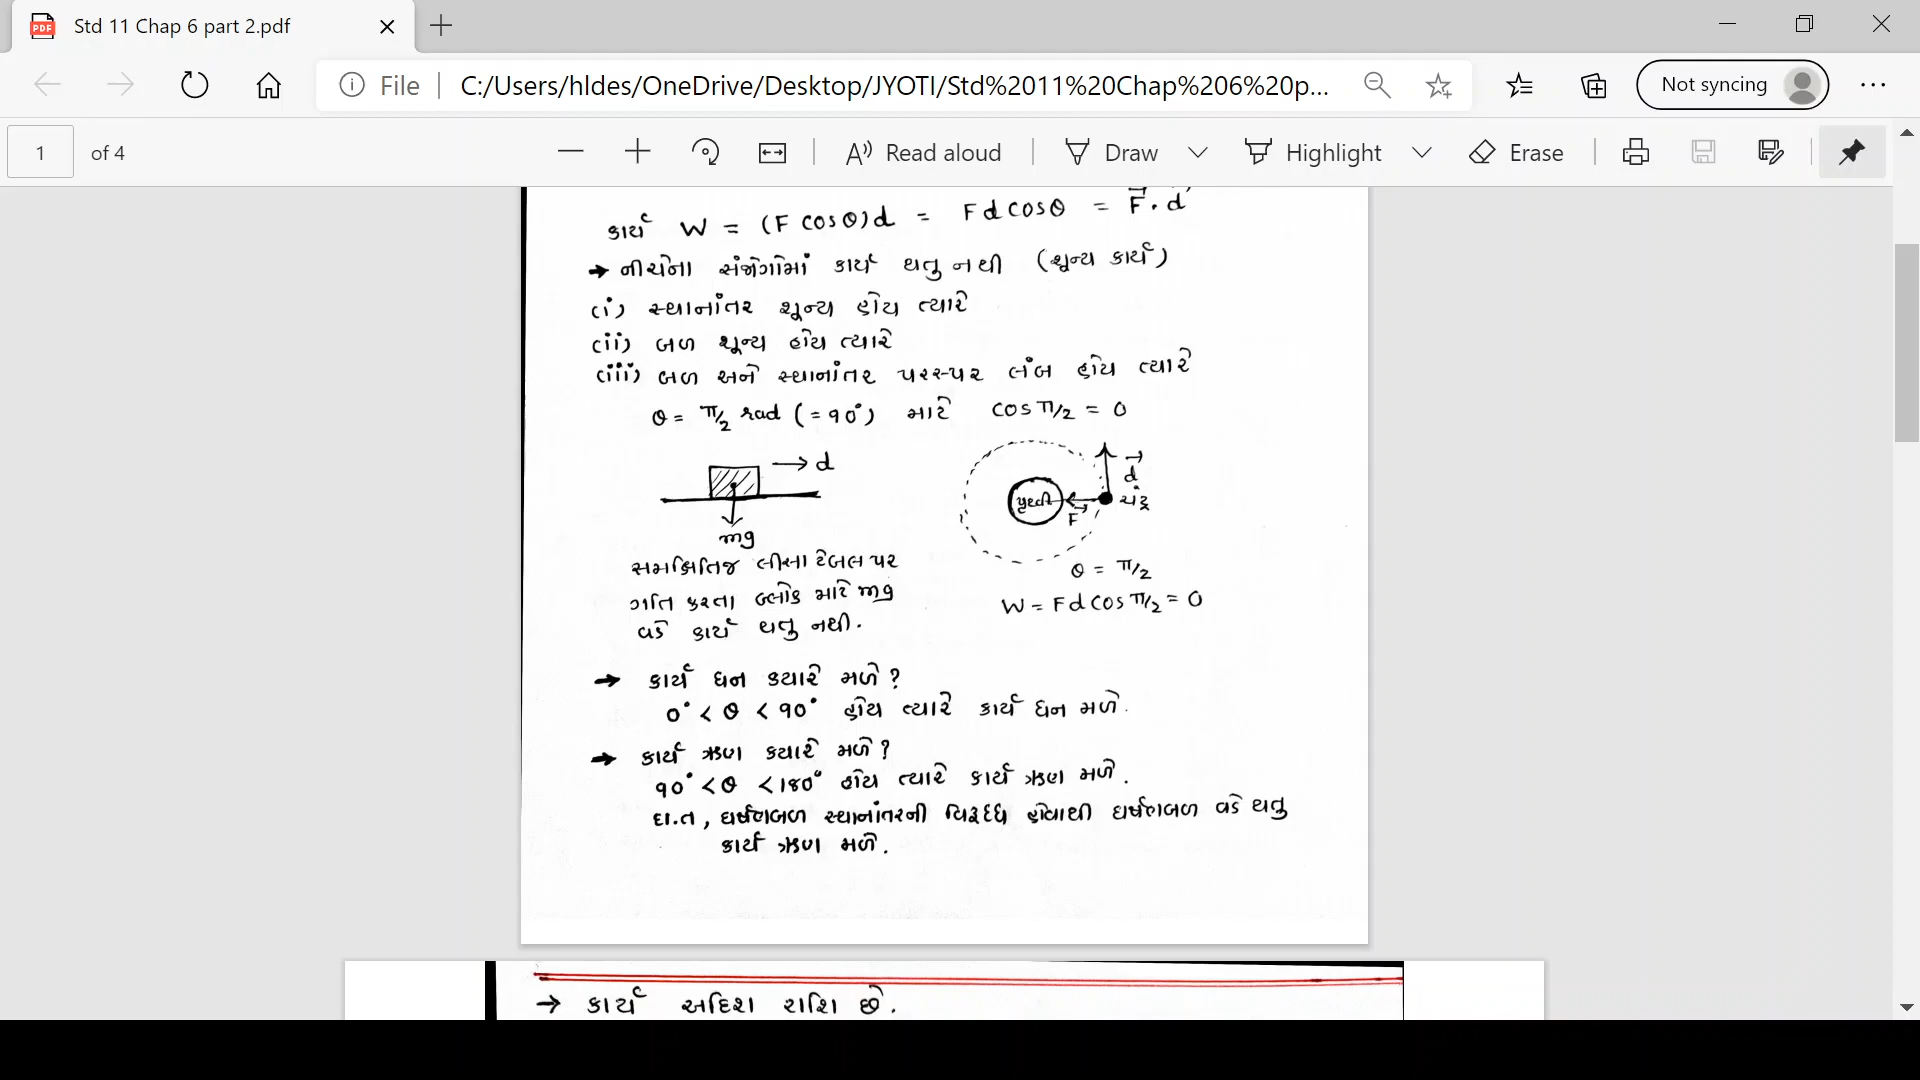 Std 11 Chap 6 part 2.pdf
File
C:/Users/hldes/OneDrive/Desktop/JYOTI/Std%2011%20Chap%206%20p...
Not syncing
1 of 4
Read aloud
Draw
Highlight
Erase
કાર્ય W = (F cosθ)d = Fd cosθ = F⃗ · d⃗
→ નીચેના સંજોગોમાં કાર્ય થતુ નથી (શૂન્ય કાર્ય)
(i) સ્થાનાંતર શૂન્ય હોય ત્યારે
(ii) બળ શૂન્ય હોય ત્યારે
(iii) બળ અને સ્થાનાંતર પરસ્પર લંબ હોય ત્યારે
θ = π/2 rad (= ૧૦°) માટે cos π/2 = 0
d
mg
d⃗
પૃથ્વી
F⃗
ચંદ્ર
સમક્ષિતિજ લીસા ટેબલ પર
ગતિ કરતા બ્લોક માટે mg
વડે કાર્ય થતુ નથી.
θ = π/2
W = Fd cos π/2 = 0
→ કાર્ય ધન ક્યારે મળે?
0° < θ < ૯૦° હોય ત્યારે કાર્ય ધન મળે.
→ કાર્ય ઋણ ક્યારે મળે?
૯૦° < θ < ૧૮૦° હોય ત્યારે કાર્ય ઋણ મળે.
દા.ત, ઘર્ષણબળ સ્થાનાંતરની વિરૂદ્ધ હોવાથી ઘર્ષણબળ વડે થતુ
કાર્ય ઋણ મળે.
→ કાર્ય અદિશ રાશિ છે.